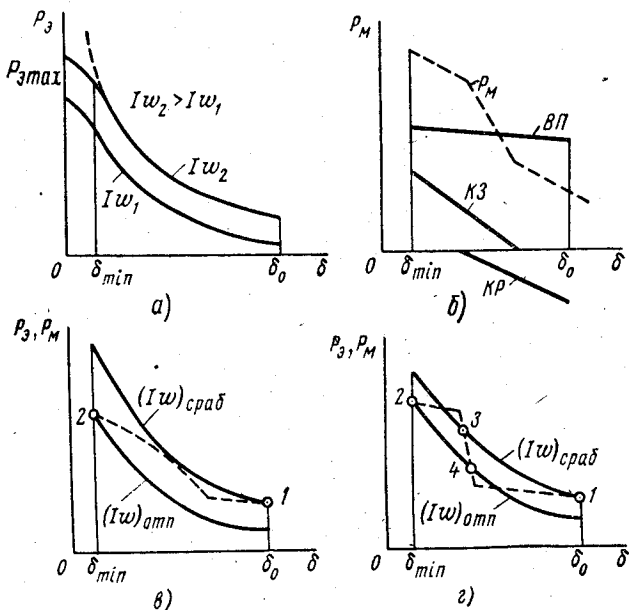 Pэ
Pэmax
Iw₂ > Iw₁
Iw₂
Iw₁
0
δmin
δ₀
δ
а)
Pм
Pм
ВП
КЗ
КР
0
δmin
δ₀
δ
б)
Pэ, Pм
(Iw)сраб
2
1
(Iw)отп
0
δmin
δ₀
δ
в)
Pэ, Pм
2
3
(Iw)сраб
4
1
(Iw)отп
0
δmin
δ₀
δ
г)